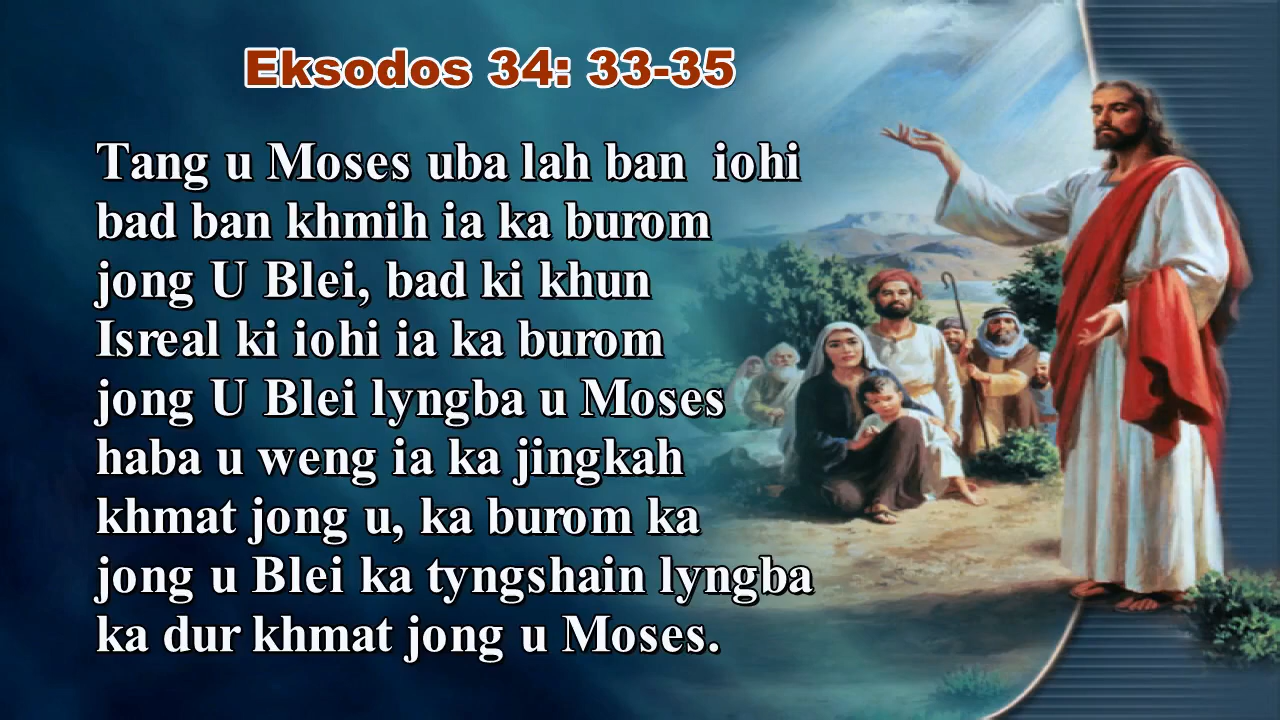 Eksodos 34: 33-35
Tang u Moses uba lah ban  iohi
bad ban khmih ia ka burom
jong U Blei, bad ki khun
Isreal ki iohi ia ka burom
jong U Blei lyngba u Moses
haba u weng ia ka jingkah
khmat jong u, ka burom ka
jong u Blei ka tyngshain lyngba
ka dur khmat jong u Moses.